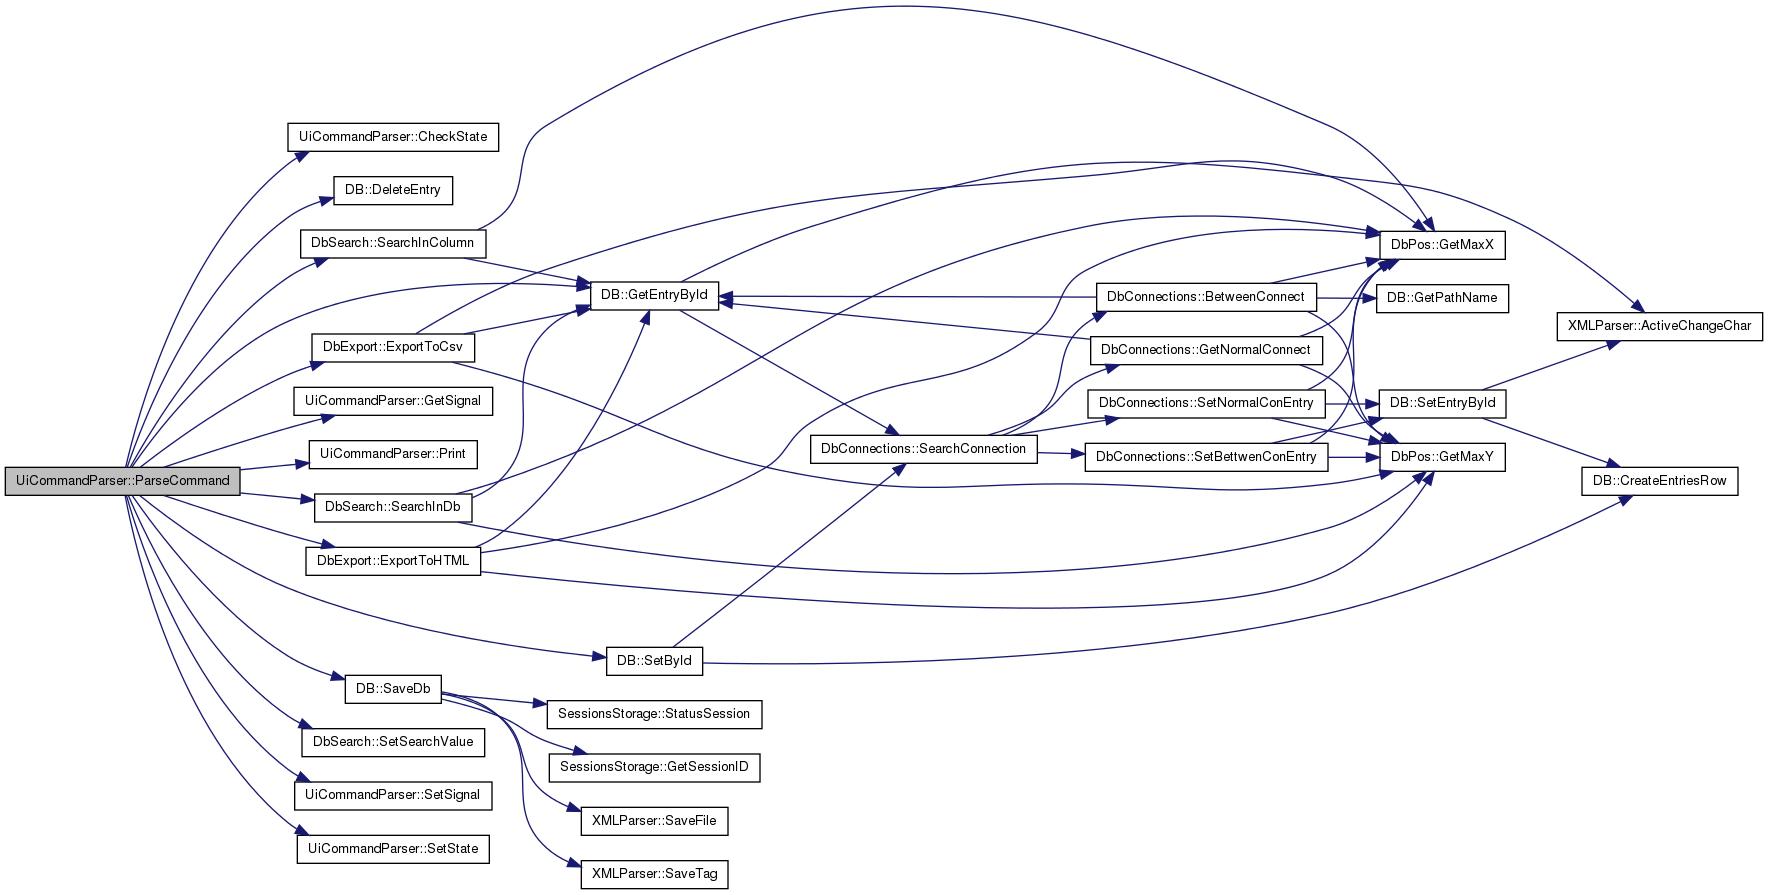 UiCommandParser::ParseCommand
UiCommandParser::CheckState
DB::DeleteEntry
DbSearch::SearchInColumn
DbExport::ExportToCsv
UiCommandParser::GetSignal
UiCommandParser::Print
DbSearch::SearchInDb
DbExport::ExportToHTML
DB::SaveDb
DbSearch::SetSearchValue
UiCommandParser::SetSignal
UiCommandParser::SetState
DB::GetEntryById
DB::SetById
SessionsStorage::StatusSession
SessionsStorage::GetSessionID
XMLParser::SaveFile
XMLParser::SaveTag
DbConnections::SearchConnection
DbConnections::BetweenConnect
DbConnections::GetNormalConnect
DbConnections::SetNormalConEntry
DbConnections::SetBettwenConEntry
DbPos::GetMaxX
DB::GetPathName
DB::SetEntryById
DbPos::GetMaxY
XMLParser::ActiveChangeChar
DB::CreateEntriesRow